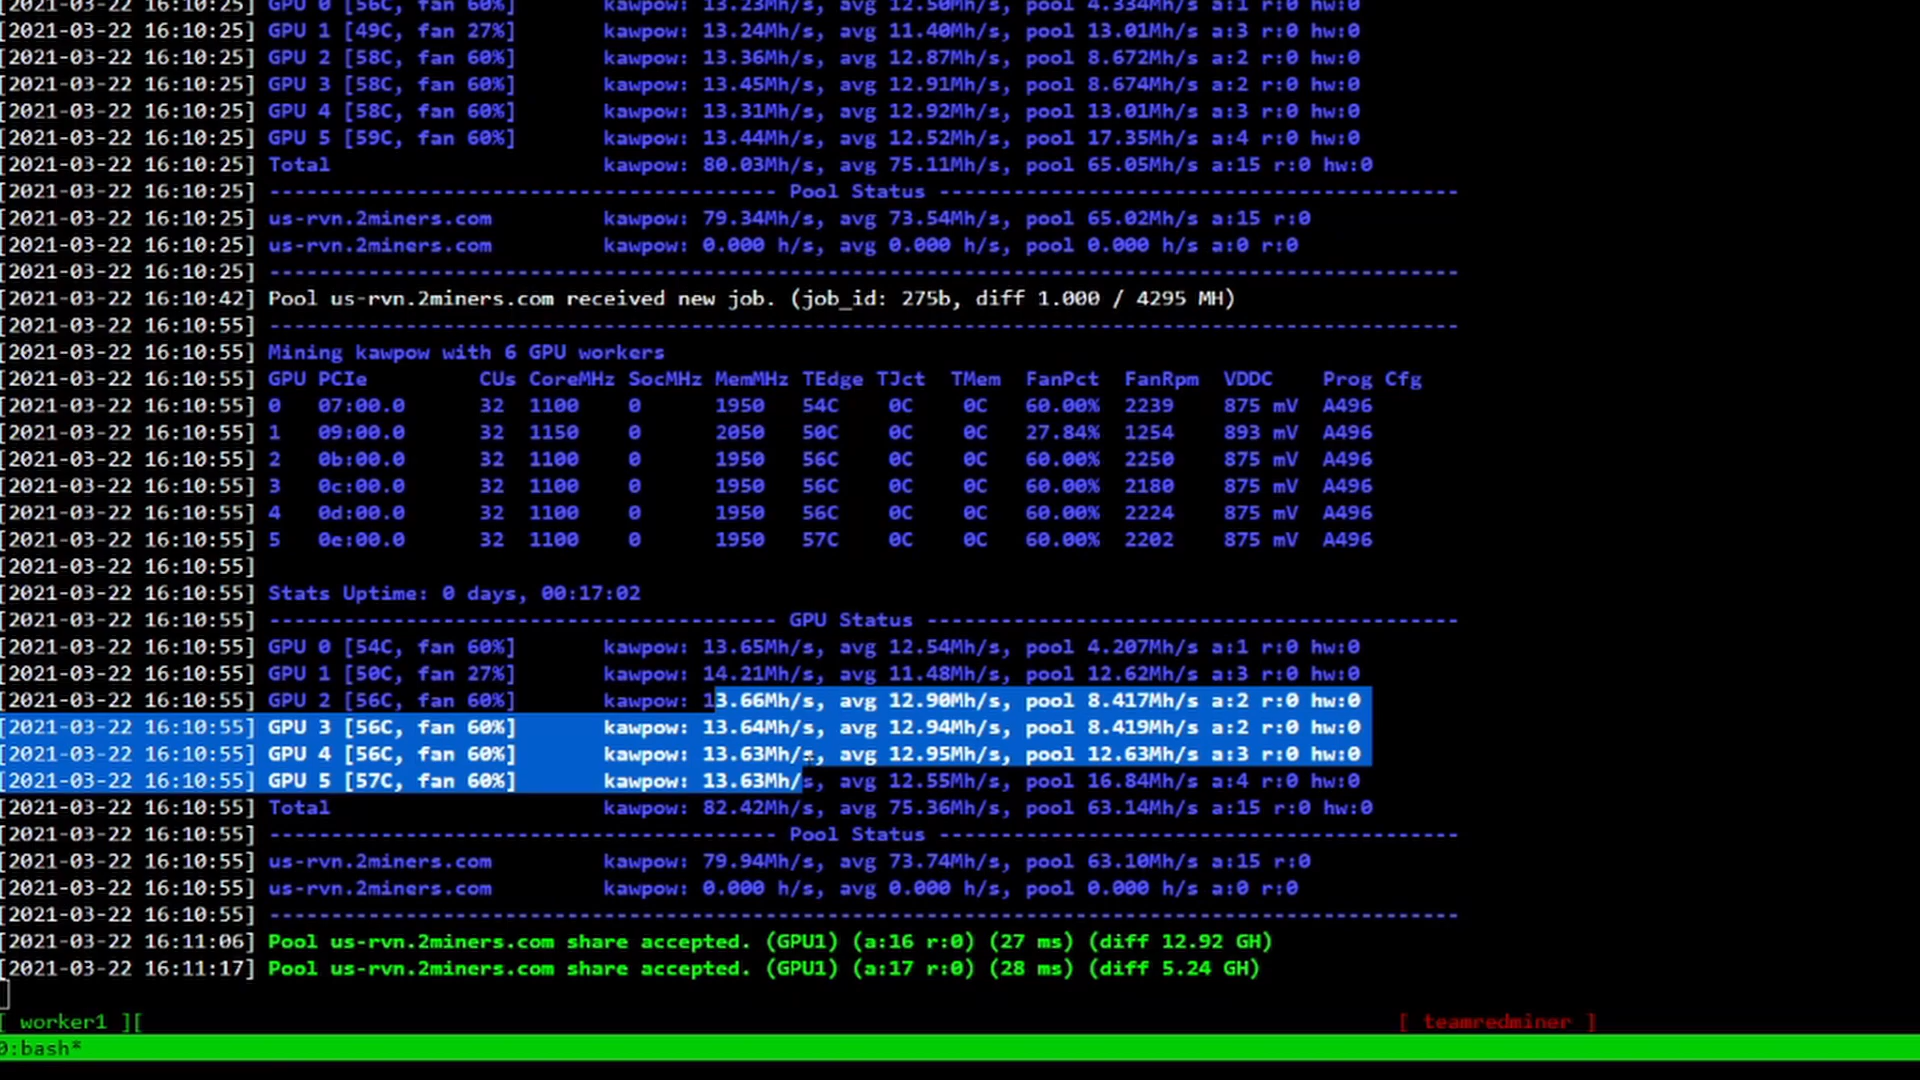 [2021-03-22 16:10:25] GPU 0 [56C, fan 60%] kawpow: 13.23Mh/s, avg 12.50Mh/s, pool 4.334Mh/s a:1 r:0 hw:0
[2021-03-22 16:10:25] GPU 1 [49C, fan 27%] kawpow: 13.24Mh/s, avg 11.40Mh/s, pool 13.01Mh/s a:3 r:0 hw:0
[2021-03-22 16:10:25] GPU 2 [58C, fan 60%] kawpow: 13.36Mh/s, avg 12.87Mh/s, pool 8.672Mh/s a:2 r:0 hw:0
[2021-03-22 16:10:25] GPU 3 [58C, fan 60%] kawpow: 13.45Mh/s, avg 12.91Mh/s, pool 8.674Mh/s a:2 r:0 hw:0
[2021-03-22 16:10:25] GPU 4 [58C, fan 60%] kawpow: 13.31Mh/s, avg 12.92Mh/s, pool 13.01Mh/s a:3 r:0 hw:0
[2021-03-22 16:10:25] GPU 5 [59C, fan 60%] kawpow: 13.44Mh/s, avg 12.52Mh/s, pool 17.35Mh/s a:4 r:0 hw:0
[2021-03-22 16:10:25] Total kawpow: 80.03Mh/s, avg 75.11Mh/s, pool 65.05Mh/s a:15 r:0 hw:0
[2021-03-22 16:10:25] ----------------------------------------- Pool Status ------------------------------------------
[2021-03-22 16:10:25] us-rvn.2miners.com kawpow: 79.34Mh/s, avg 73.54Mh/s, pool 65.02Mh/s a:15 r:0
[2021-03-22 16:10:25] us-rvn.2miners.com kawpow: 0.000 h/s, avg 0.000 h/s, pool 0.000 h/s a:0 r:0
[2021-03-22 16:10:25] ------------------------------------------------------------------------------------------------
[2021-03-22 16:10:42] Pool us-rvn.2miners.com received new job. (job_id: 275b, diff 1.000 / 4295 MH)
[2021-03-22 16:10:55] ------------------------------------------------------------------------------------------------
[2021-03-22 16:10:55] Mining kawpow with 6 GPU workers
[2021-03-22 16:10:55] GPU PCIe CUs CoreMHz SocMHz MemMHz TEdge TJct TMem FanPct FanRpm VDDC Prog Cfg
[2021-03-22 16:10:55] 0 07:00.0 32 1100 0 1950 54C 0C 0C 60.00% 2239 875 mV A496
[2021-03-22 16:10:55] 1 09:00.0 32 1150 0 2050 50C 0C 0C 27.84% 1254 893 mV A496
[2021-03-22 16:10:55] 2 0b:00.0 32 1100 0 1950 56C 0C 0C 60.00% 2250 875 mV A496
[2021-03-22 16:10:55] 3 0c:00.0 32 1100 0 1950 56C 0C 0C 60.00% 2180 875 mV A496
[2021-03-22 16:10:55] 4 0d:00.0 32 1100 0 1950 56C 0C 0C 60.00% 2224 875 mV A496
[2021-03-22 16:10:55] 5 0e:00.0 32 1100 0 1950 57C 0C 0C 60.00% 2202 875 mV A496
[2021-03-22 16:10:55]
[2021-03-22 16:10:55] Stats Uptime: 0 days, 00:17:02
[2021-03-22 16:10:55] ----------------------------------------- GPU Status -------------------------------------------
[2021-03-22 16:10:55] GPU 0 [54C, fan 60%] kawpow: 13.65Mh/s, avg 12.54Mh/s, pool 4.207Mh/s a:1 r:0 hw:0
[2021-03-22 16:10:55] GPU 1 [50C, fan 27%] kawpow: 14.21Mh/s, avg 11.48Mh/s, pool 12.62Mh/s a:3 r:0 hw:0
[2021-03-22 16:10:55] GPU 2 [56C, fan 60%] kawpow: 13.66Mh/s, avg 12.90Mh/s, pool 8.417Mh/s a:2 r:0 hw:0
[2021-03-22 16:10:55] GPU 3 [56C, fan 60%] kawpow: 13.64Mh/s, avg 12.94Mh/s, pool 8.419Mh/s a:2 r:0 hw:0
[2021-03-22 16:10:55] GPU 4 [56C, fan 60%] kawpow: 13.63Mh/s, avg 12.95Mh/s, pool 12.63Mh/s a:3 r:0 hw:0
[2021-03-22 16:10:55] GPU 5 [57C, fan 60%] kawpow: 13.63Mh/s, avg 12.55Mh/s, pool 16.84Mh/s a:4 r:0 hw:0
[2021-03-22 16:10:55] Total kawpow: 82.42Mh/s, avg 75.36Mh/s, pool 63.14Mh/s a:15 r:0 hw:0
[2021-03-22 16:10:55] ----------------------------------------- Pool Status ------------------------------------------
[2021-03-22 16:10:55] us-rvn.2miners.com kawpow: 79.94Mh/s, avg 73.74Mh/s, pool 63.10Mh/s a:15 r:0
[2021-03-22 16:10:55] us-rvn.2miners.com kawpow: 0.000 h/s, avg 0.000 h/s, pool 0.000 h/s a:0 r:0
[2021-03-22 16:10:55] ------------------------------------------------------------------------------------------------
[2021-03-22 16:11:06] Pool us-rvn.2miners.com share accepted. (GPU1) (a:16 r:0) (27 ms) (diff 12.92 GH)
[2021-03-22 16:11:17] Pool us-rvn.2miners.com share accepted. (GPU1) (a:17 r:0) (28 ms) (diff 5.24 GH)
[ worker1 ][ [ teamredminer ]
0:bash*